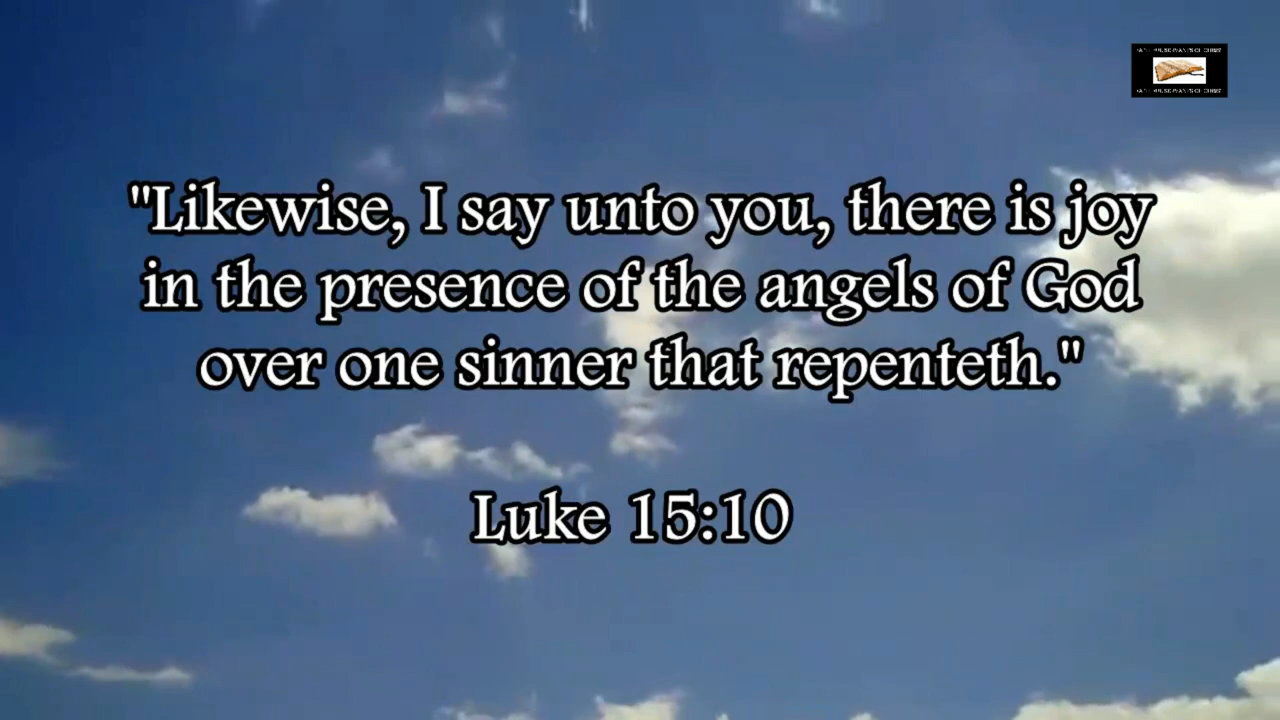 "Likewise, I say unto you, there is joy
in the presence of the angels of God
over one sinner that repenteth."
Luke 15:10